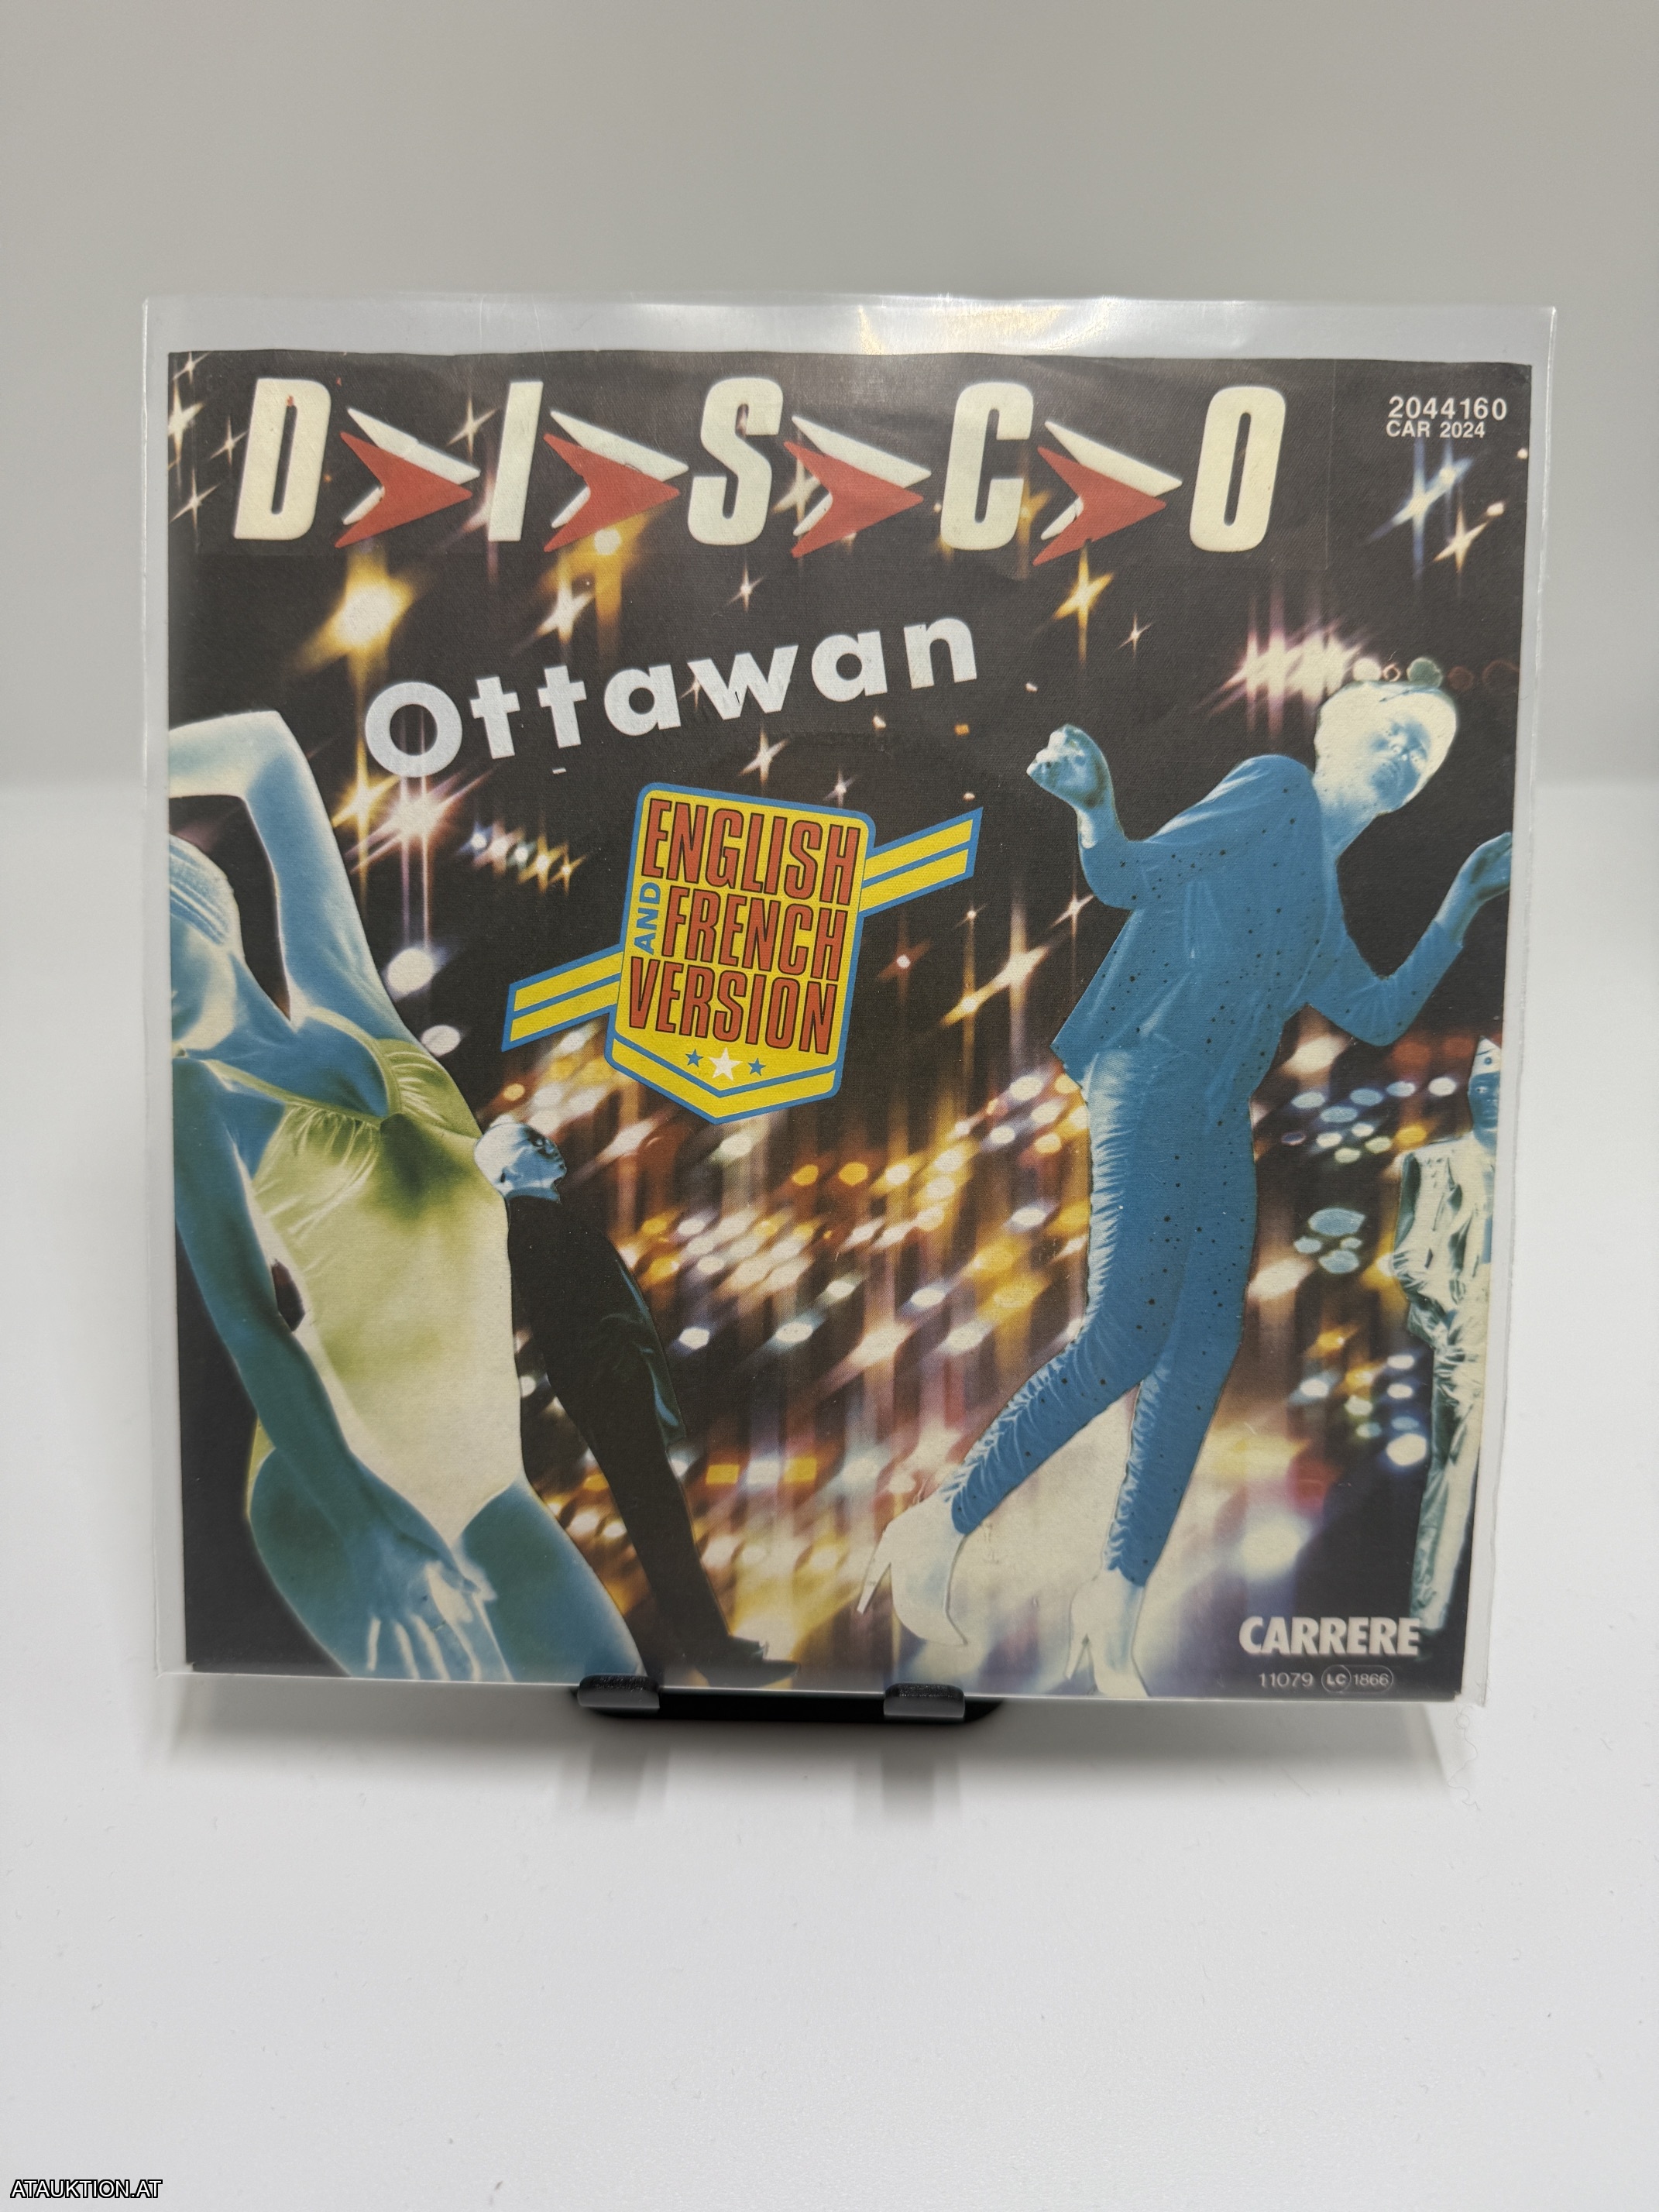 D I S C O
2044160
CAR 2024
Ottawan
ENGLISH
AND FRENCH
VERSION
CARRERE
11079 LC 1866
ATAUKTION.AT